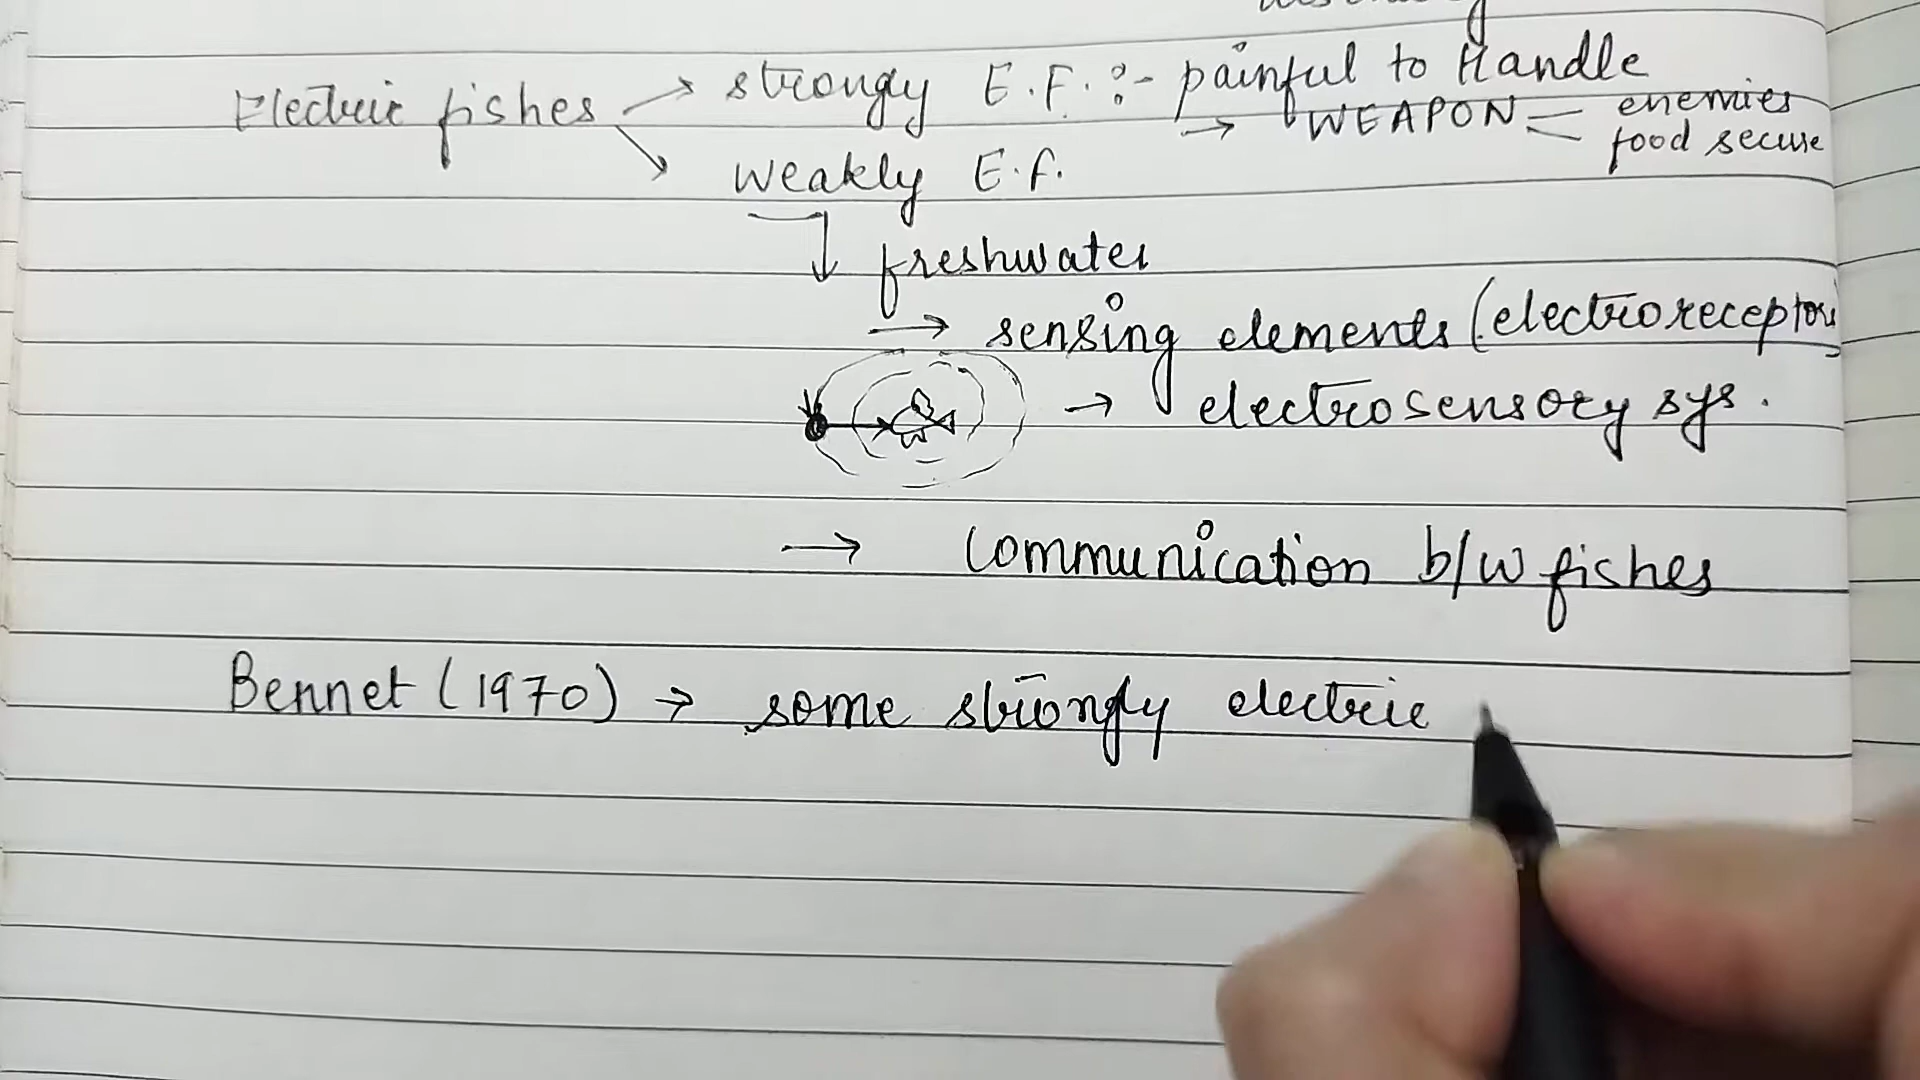 Electric fishes → strongly E.F. :- painful to Handle
→ WEAPON enemies
food secure
weakly E.f.
↓ freshwater
→ sensing elements (electroreceptors)
→ electrosensory sys.
→ Communication b/w fishes
Bennet (1970) → some strongly electric